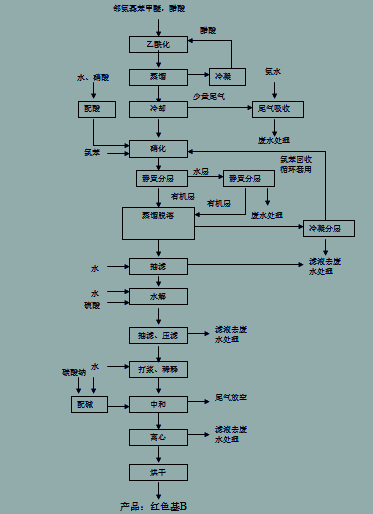 邻氨基苯甲醚、醋酸
醋酸
乙酰化
蒸馏
冷凝
水、硝酸
氨水
少量尾气
配酸
冷却
尾气吸收
废水处理
硝化
氯苯
氯苯回收
循环套用
水层
静置分层
静置分层
有机层
有机层
废水处理
蒸馏脱溶
冷凝分层
水
抽滤
滤液去废
水处理
水
水解
硫酸
抽滤、压滤
滤液去废
水处理
水
打浆、稀释
碳酸钠
尾气放空
配碱
中和
离心
滤液去废
水处理
烘干
产品：红色基B